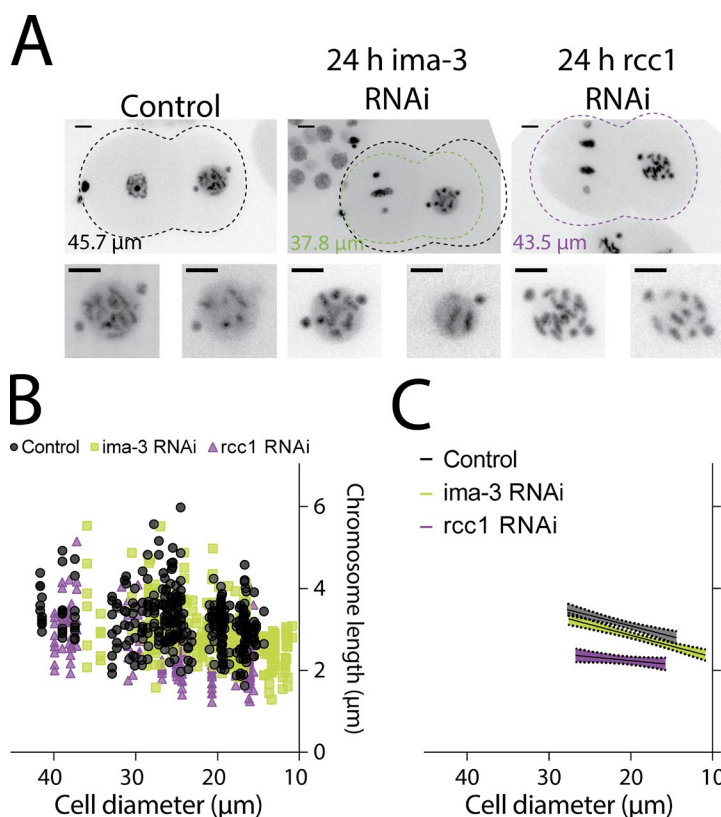 A
Control
24 h ima-3
RNAi
24 h rcc1
RNAi
45.7 µm
37.8 µm
43.5 µm
B
Control ima-3 RNAi rcc1 RNAi
6
4
2
0
Chromosome length (µm)
40 30 20 10
Cell diameter (µm)
C
Control
ima-3 RNAi
rcc1 RNAi
40 30 20 10
Cell diameter (µm)